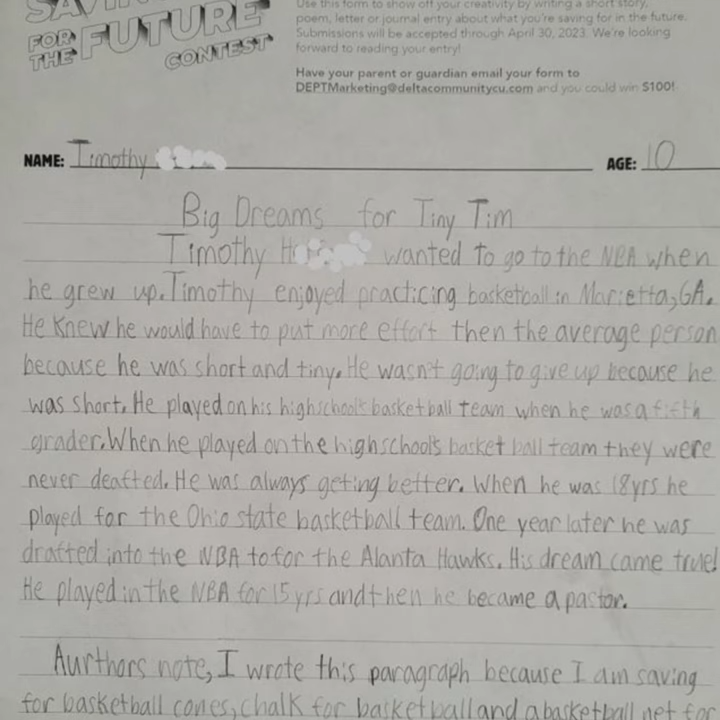 SAVIN
FOR THE FUTURE
CONTEST
Use this form to show off your creativity by writing a short story,
poem, letter or journal entry about what you're saving for in the future.
Submissions will be accepted through April 30, 2023. We're looking
forward to reading your entry!
Have your parent or guardian email your form to
DEPTMarketing@deltacommunitycu.com and you could win $100!
NAME: Timothy
AGE: 10
Big Dreams for Tiny Tim
Timothy H wanted to go to the NBA when
he grew up. Timothy enjoyed practicing basketball in Marietta, GA.
He knew he would have to put more effort then the average person
because he was short and tiny. He wasn't going to give up because he
was short. He played on his highschool's basketball team when he was a fifth
grader. When he played on the highschool's basket ball team they were
never deafted. He was always geting better. When he was 18yrs he
played for the Ohio state basketball team. One year later he was
drafted into the NBA to for the Alanta Hawks. His dream came true!
He played in the NBA for 15 yrs and then he became a pastor.
Aurthors note, I wrote this paragraph because I am saving
for basketball cones, chalk for basketball and a basketball net for